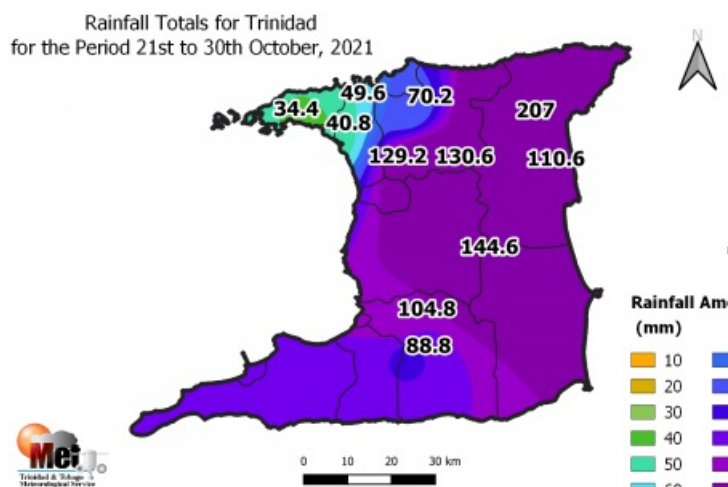 Rainfall Totals for Trinidad
for the Period 21st to 30th October, 2021
N
34.4
49.6
40.8
70.2
207
129.2
130.6
110.6
144.6
104.8
88.8
Rainfall Am
(mm)
10
20
30
40
50
60
Met
Trinidad & Tobago
Meteorological Service
0 10 20 30 km